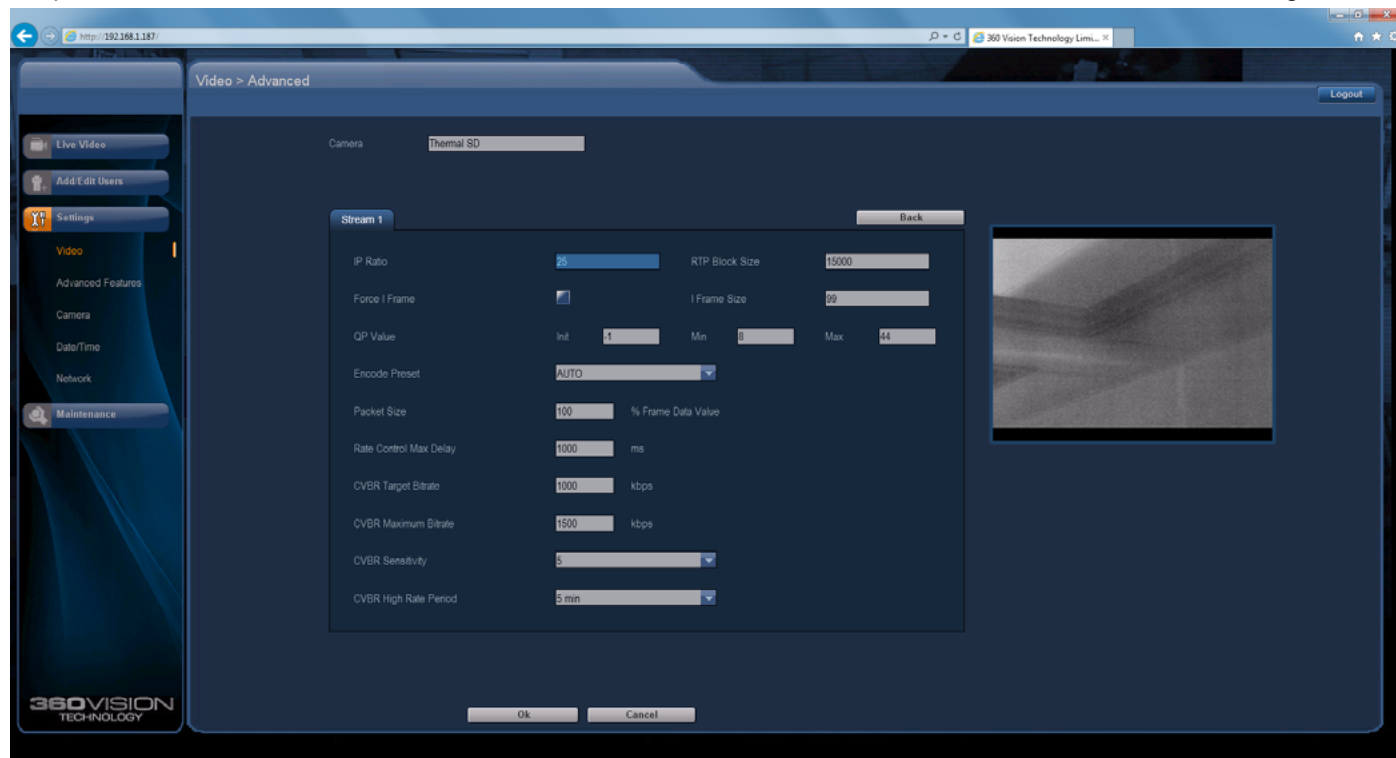 http://192.168.1.187/
360 Vision Technology Limi...
Video > Advanced
Logout
Live Video
Add/Edit Users
Settings
Video
Advanced Features
Camera
Date/Time
Network
Maintenance
Camera Thermal SD
Stream 1 Back
IP Ratio 25 RTP Block Size 15000
Force I Frame I Frame Size 99
QP Value Init -1 Min 8 Max 44
Encode Preset AUTO
Packet Size 100 % Frame Data Value
Rate Control Max Delay 1000 ms
CVBR Target Bitrate 1000 kbps
CVBR Maximum Bitrate 1500 kbps
CVBR Sensitivity 5
CVBR High Rate Period 5 min
Ok Cancel
360VISION
TECHNOLOGY